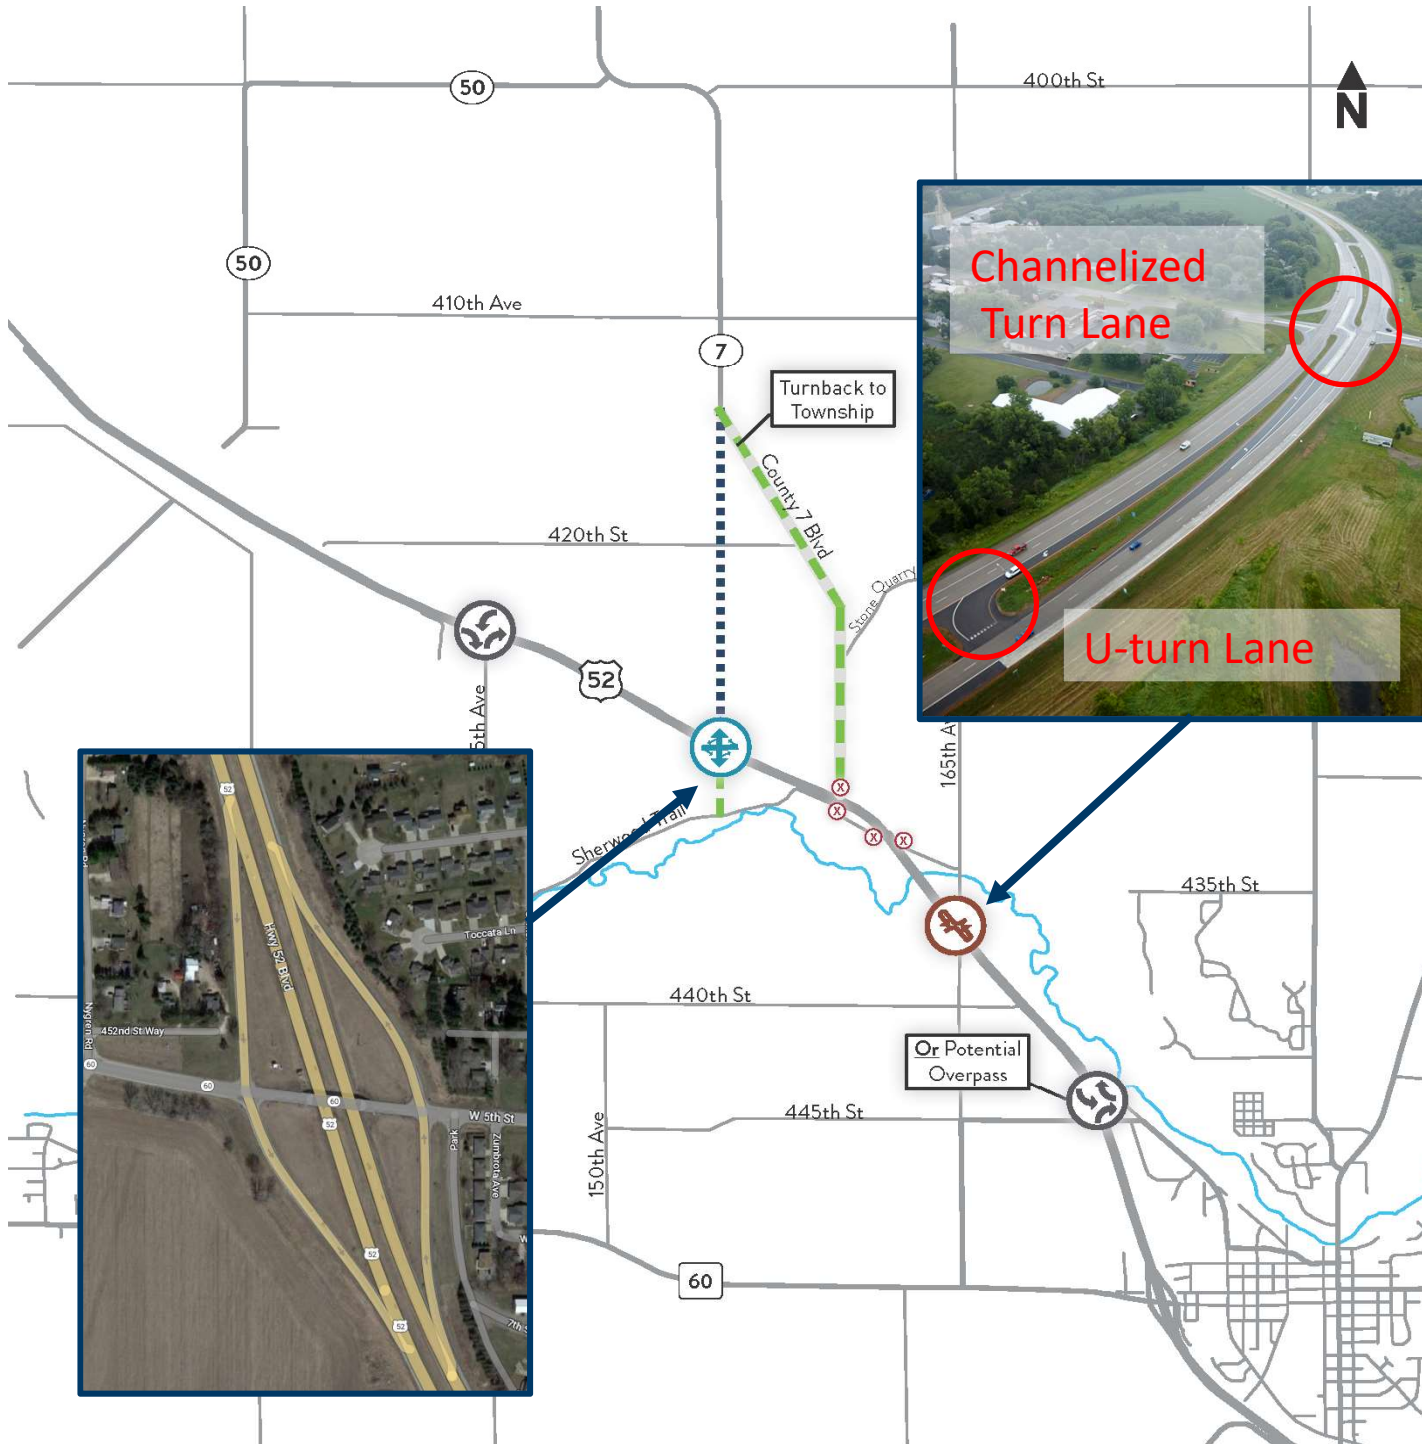 50
400th St
N
50
410th Ave
7
Channelized
Turn Lane
Turnback to
Township
County 7 Blvd
420th St
Stone Quarry
U-turn Lane
52
5th Ave
165th Av
Sherwood Trail
X
X
X
X
435th St
440th St
Or Potential
Overpass
445th St
150th Ave
60
52
Toccata Ln
Hwy 52 Blvd
452nd St Way
Nygren Rd
60
60
60
52
W 5th St
Park
Zumbrota Ave
W
52
52
7th S